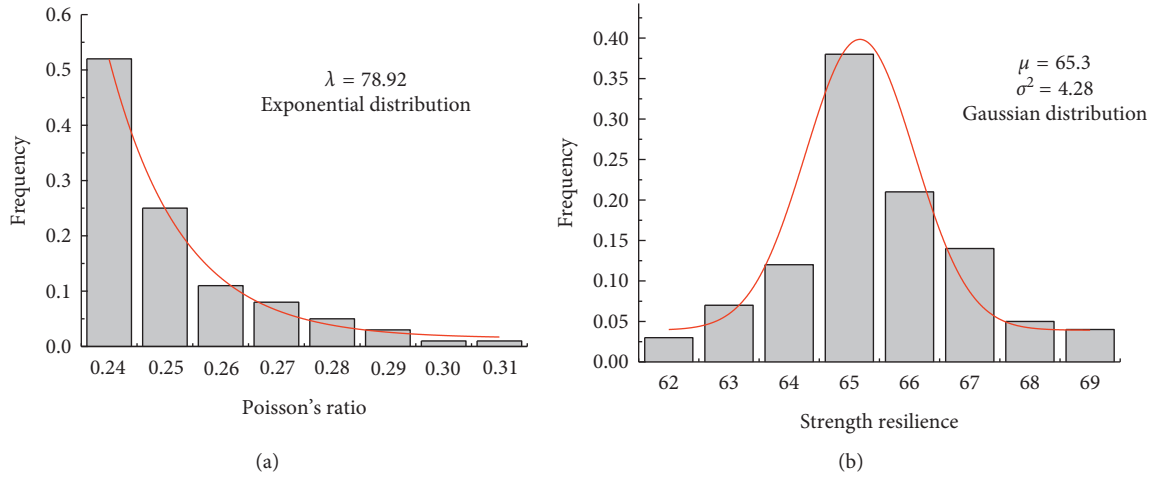 0.6
0.5
0.4
0.3
0.2
0.1
0.0
Frequency
λ = 78.92
Exponential distribution
0.24 0.25 0.26 0.27 0.28 0.29 0.30 0.31
Poisson's ratio
(a)
0.40
0.35
0.30
0.25
0.20
0.15
0.10
0.05
0.00
Frequency
μ = 65.3
σ² = 4.28
Gaussian distribution
62 63 64 65 66 67 68 69
Strength resilience
(b)